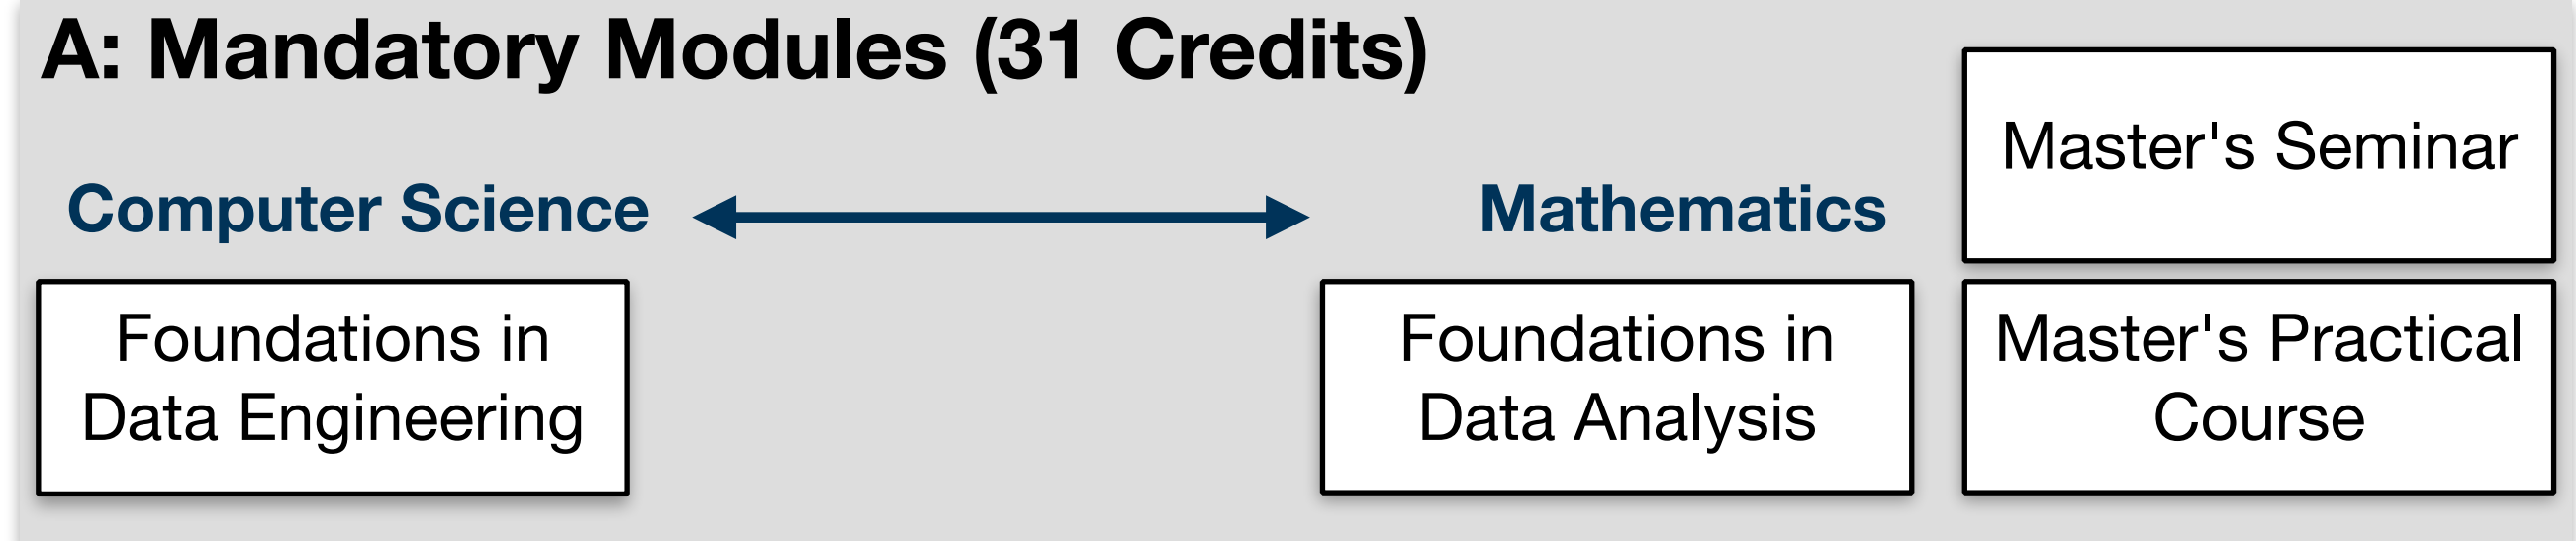 A: Mandatory Modules (31 Credits)
Computer Science
Mathematics
Foundations in
Data Engineering
Foundations in
Data Analysis
Master's Seminar
Master's Practical
Course